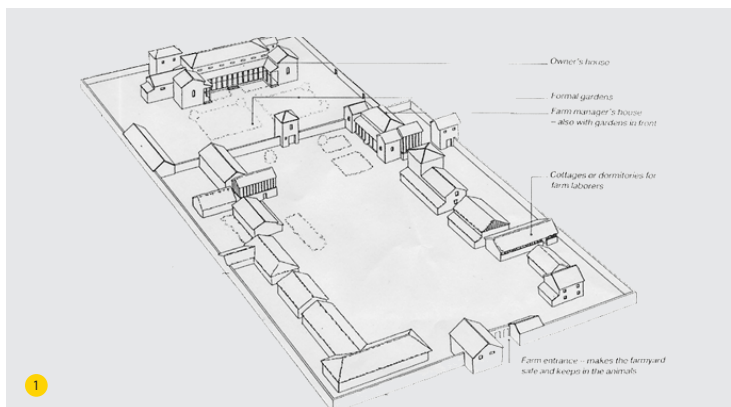 Owner's house
Formal gardens
Farm manager's house
– also with gardens in front
Cottages or dormitories for
farm laborers
Farm entrance – makes the farmyard
safe and keeps in the animals
1